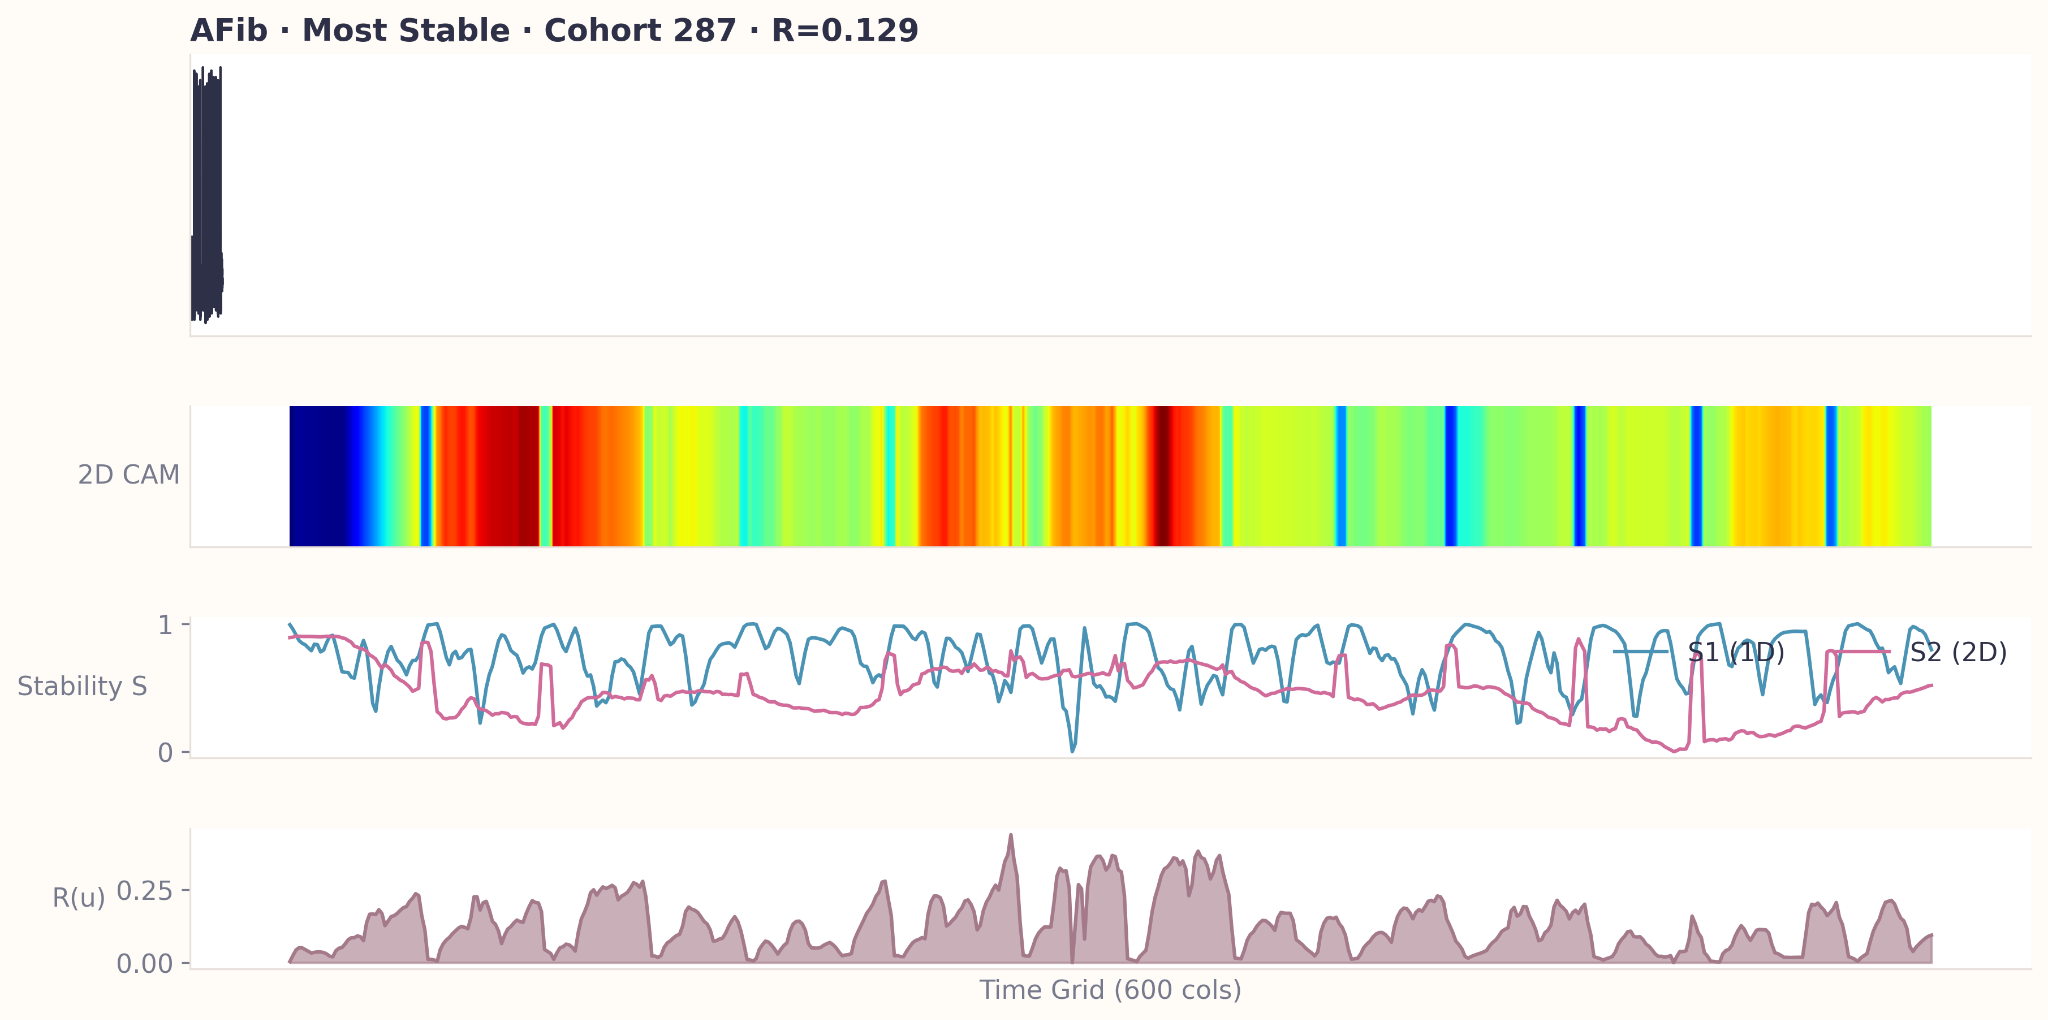 AFib · Most Stable · Cohort 287 · R=0.129
2D CAM
1
Stability S
0
S1 (1D)
S2 (2D)
R(u)
0.25
0.00
Time Grid (600 cols)